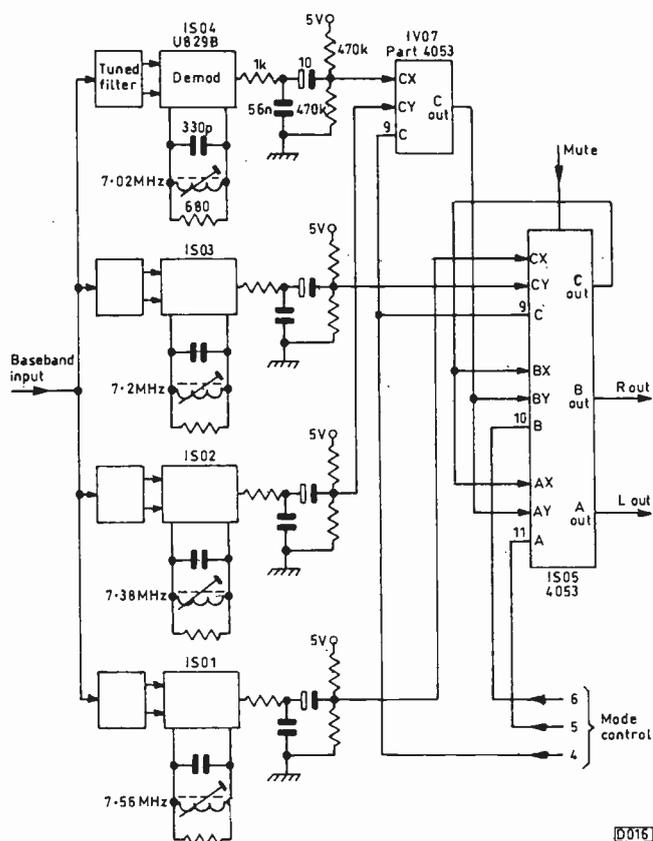 IS04
U829B
Tuned
filter
Demod
1k
10
5V
470k
56n
470k
330p
7·02MHz
680
IV07
Part 4053
CX
CY
C
out
9
C
Mute
IS03
5V
7·2MHz
CX
CY
C
out
9
C
BX
BY
B
out
R out
10
B
AX
AY
A
out
L out
11
A
IS05
4053
Baseband
input
IS02
5V
7·38MHz
IS01
5V
7·56MHz
6
5
4
Mode
control
D016